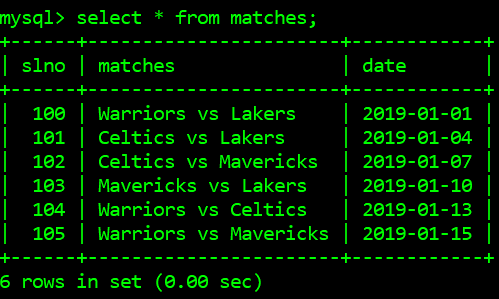 mysql> select * from matches;
+------+-----------------------+------------+
| slno | matches               | date       |
+------+-----------------------+------------+
|  100 | Warriors vs Lakers    | 2019-01-01 |
|  101 | Celtics vs Lakers     | 2019-01-04 |
|  102 | Celtics vs Mavericks  | 2019-01-07 |
|  103 | Mavericks vs Lakers   | 2019-01-10 |
|  104 | Warriors vs Celtics   | 2019-01-13 |
|  105 | Warriors vs Mavericks | 2019-01-15 |
+------+-----------------------+------------+
6 rows in set (0.00 sec)